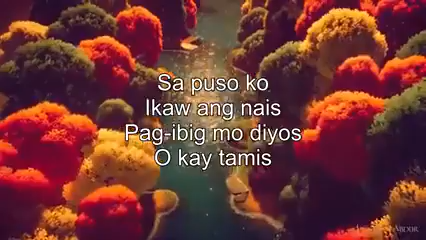 Sa puso ko
Ikaw ang nais
Pag-ibig mo diyos
O kay tamis